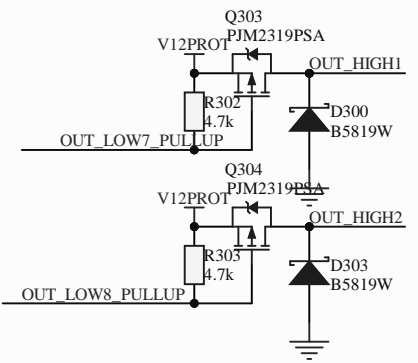 Q303
PJM2319PSA
V12PROT
OUT_HIGH1
R302
4.7k
D300
B5819W
OUT_LOW7_PULLUP
Q304
PJM2319PSA
V12PROT
OUT_HIGH2
R303
4.7k
D303
B5819W
OUT_LOW8_PULLUP